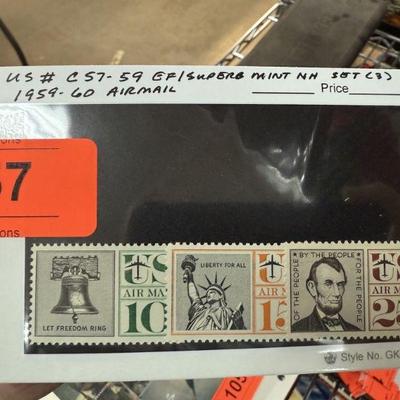 US # C57-59 EF/SUPERB MINT NH SET (3)
1959-60 AIRMAIL
Price
57
LET FREEDOM RING
US
AIR MA
10
LIBERTY FOR ALL
US
AIR M
15
OF THE PEOPLE BY THE PEOPLE FOR THE PEOPLE
US
AIR MA
25
Style No. GK
105